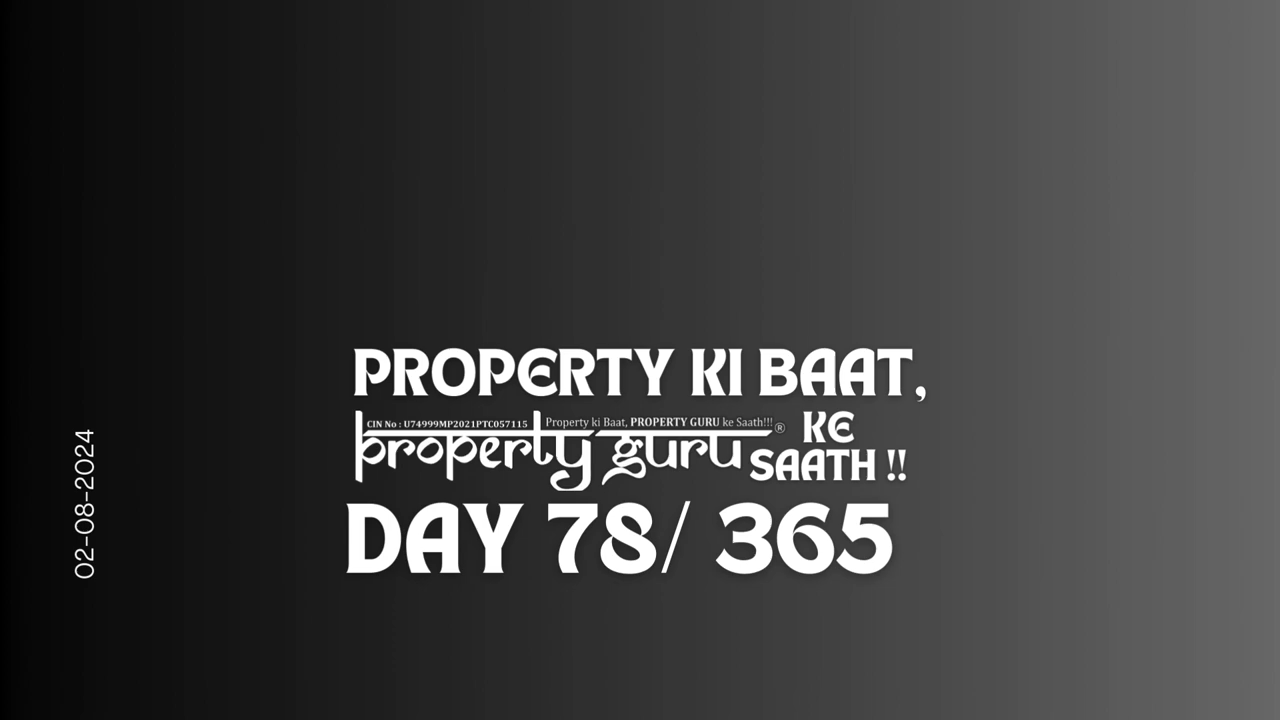 PROPERTY KI BAAT,
CIN No : U74999MP2021PTC057115 Property ki Baat, PROPERTY GURU ke Saath!!!
property guru ® KE
SAATH !!
DAY 78/ 365
02-08-2024